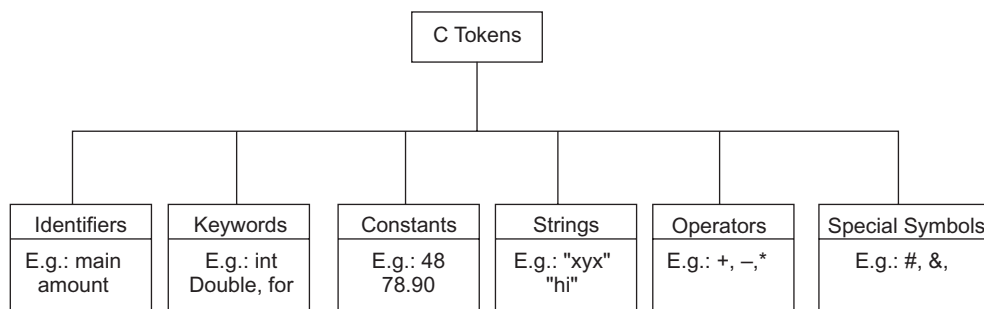 C Tokens
Identifiers
E.g.: main
amount
Keywords
E.g.: int
Double, for
Constants
E.g.: 48
78.90
Strings
E.g.: "xyx"
"hi"
Operators
E.g.: +, –,*
Special Symbols
E.g.: #, &,